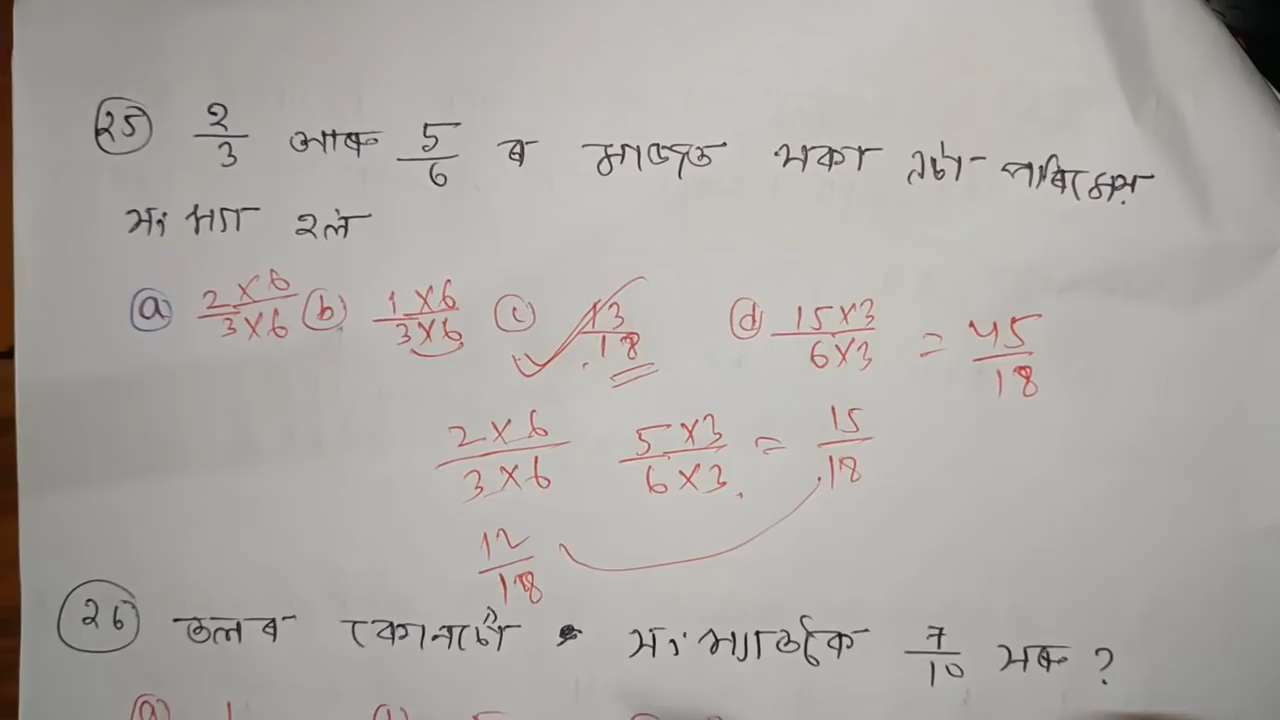 25 2/3 আৰু 5/6 ৰ মাজত থকা এটা পৰিমেয়
সংখ্যা হ'ল
a 2×6/3×6 b 1×6/3×6 c 13/18 d 15×3/6×3 = 45/18
2×6/3×6 5×3/6×3 = 15/18
12/18
26 তলৰ কোনটো সংখ্যাতকৈ 7/10 সৰু ?